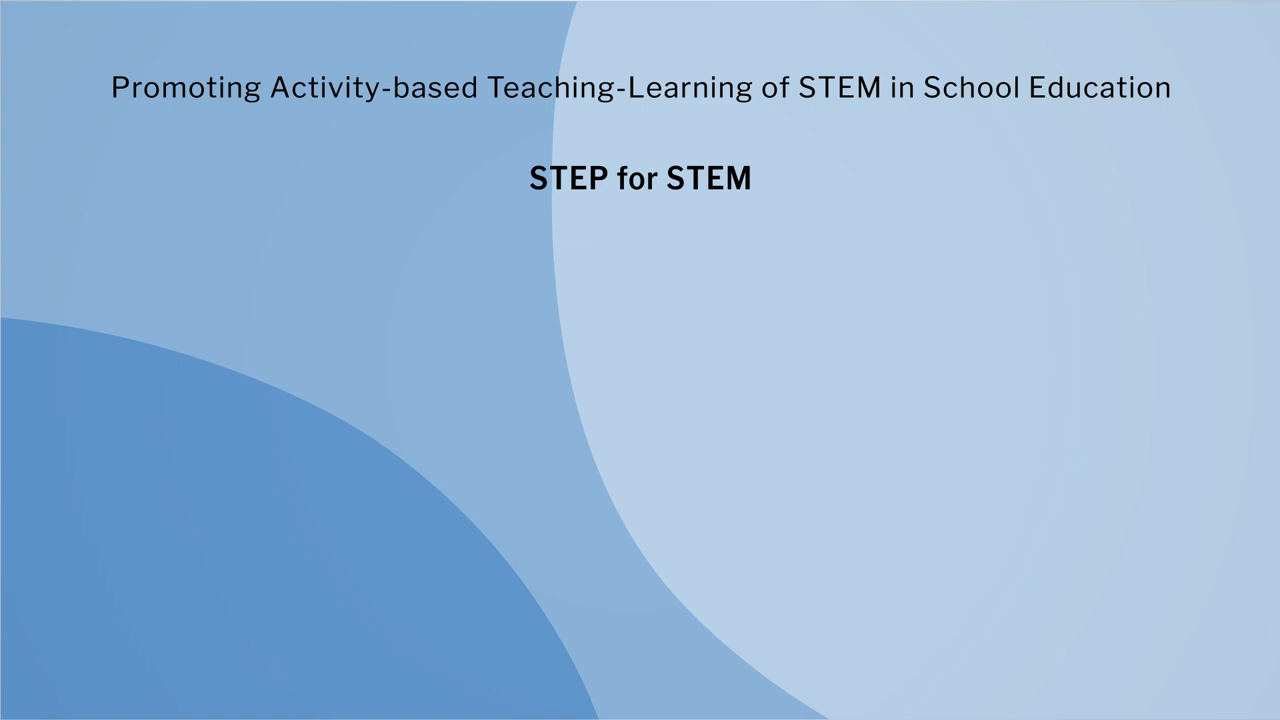 Promoting Activity-based Teaching-Learning of STEM in School Education
STEP for STEM